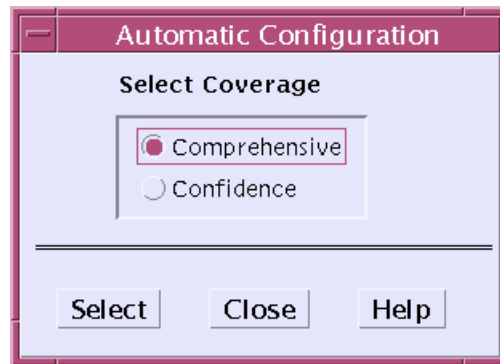 Automatic Configuration
Select Coverage
Comprehensive
Confidence
Select Close Help